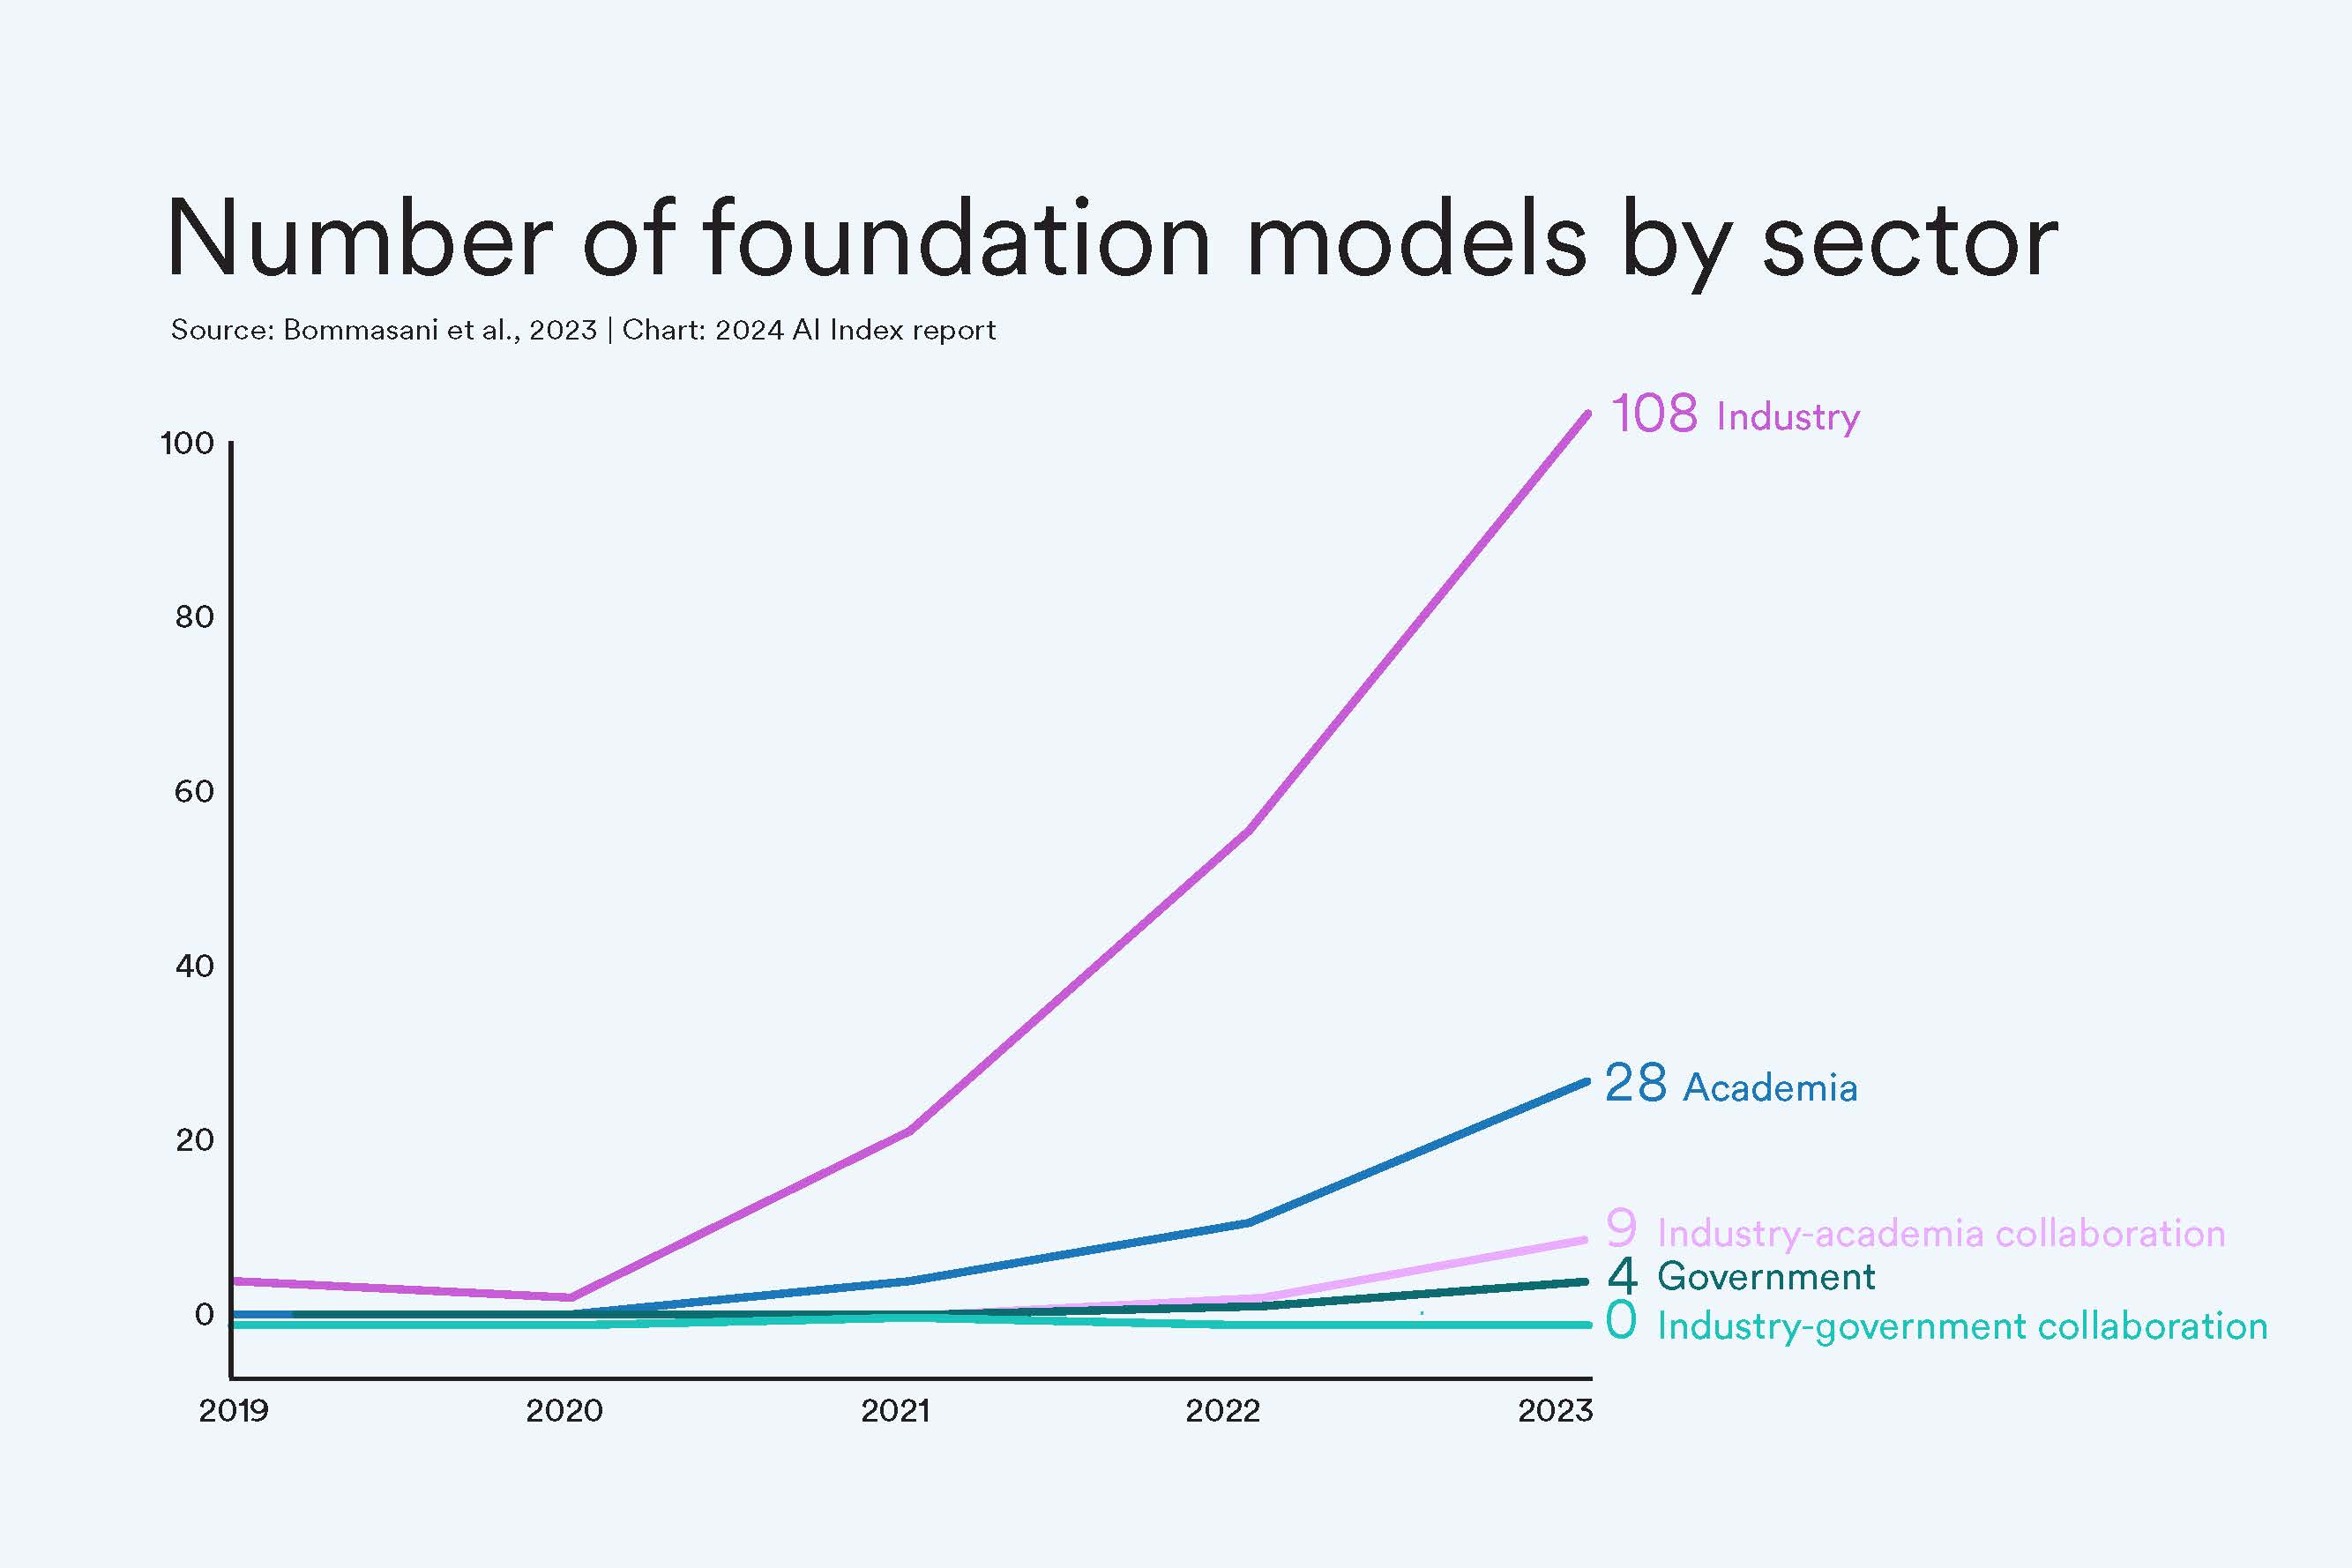 Number of foundation models by sector
Source: Bommasani et al., 2023 | Chart: 2024 AI Index report
108 Industry
100
80
60
40
28 Academia
20
9 Industry-academia collaboration
4 Government
0
0 Industry-government collaboration
2019 2020 2021 2022 2023